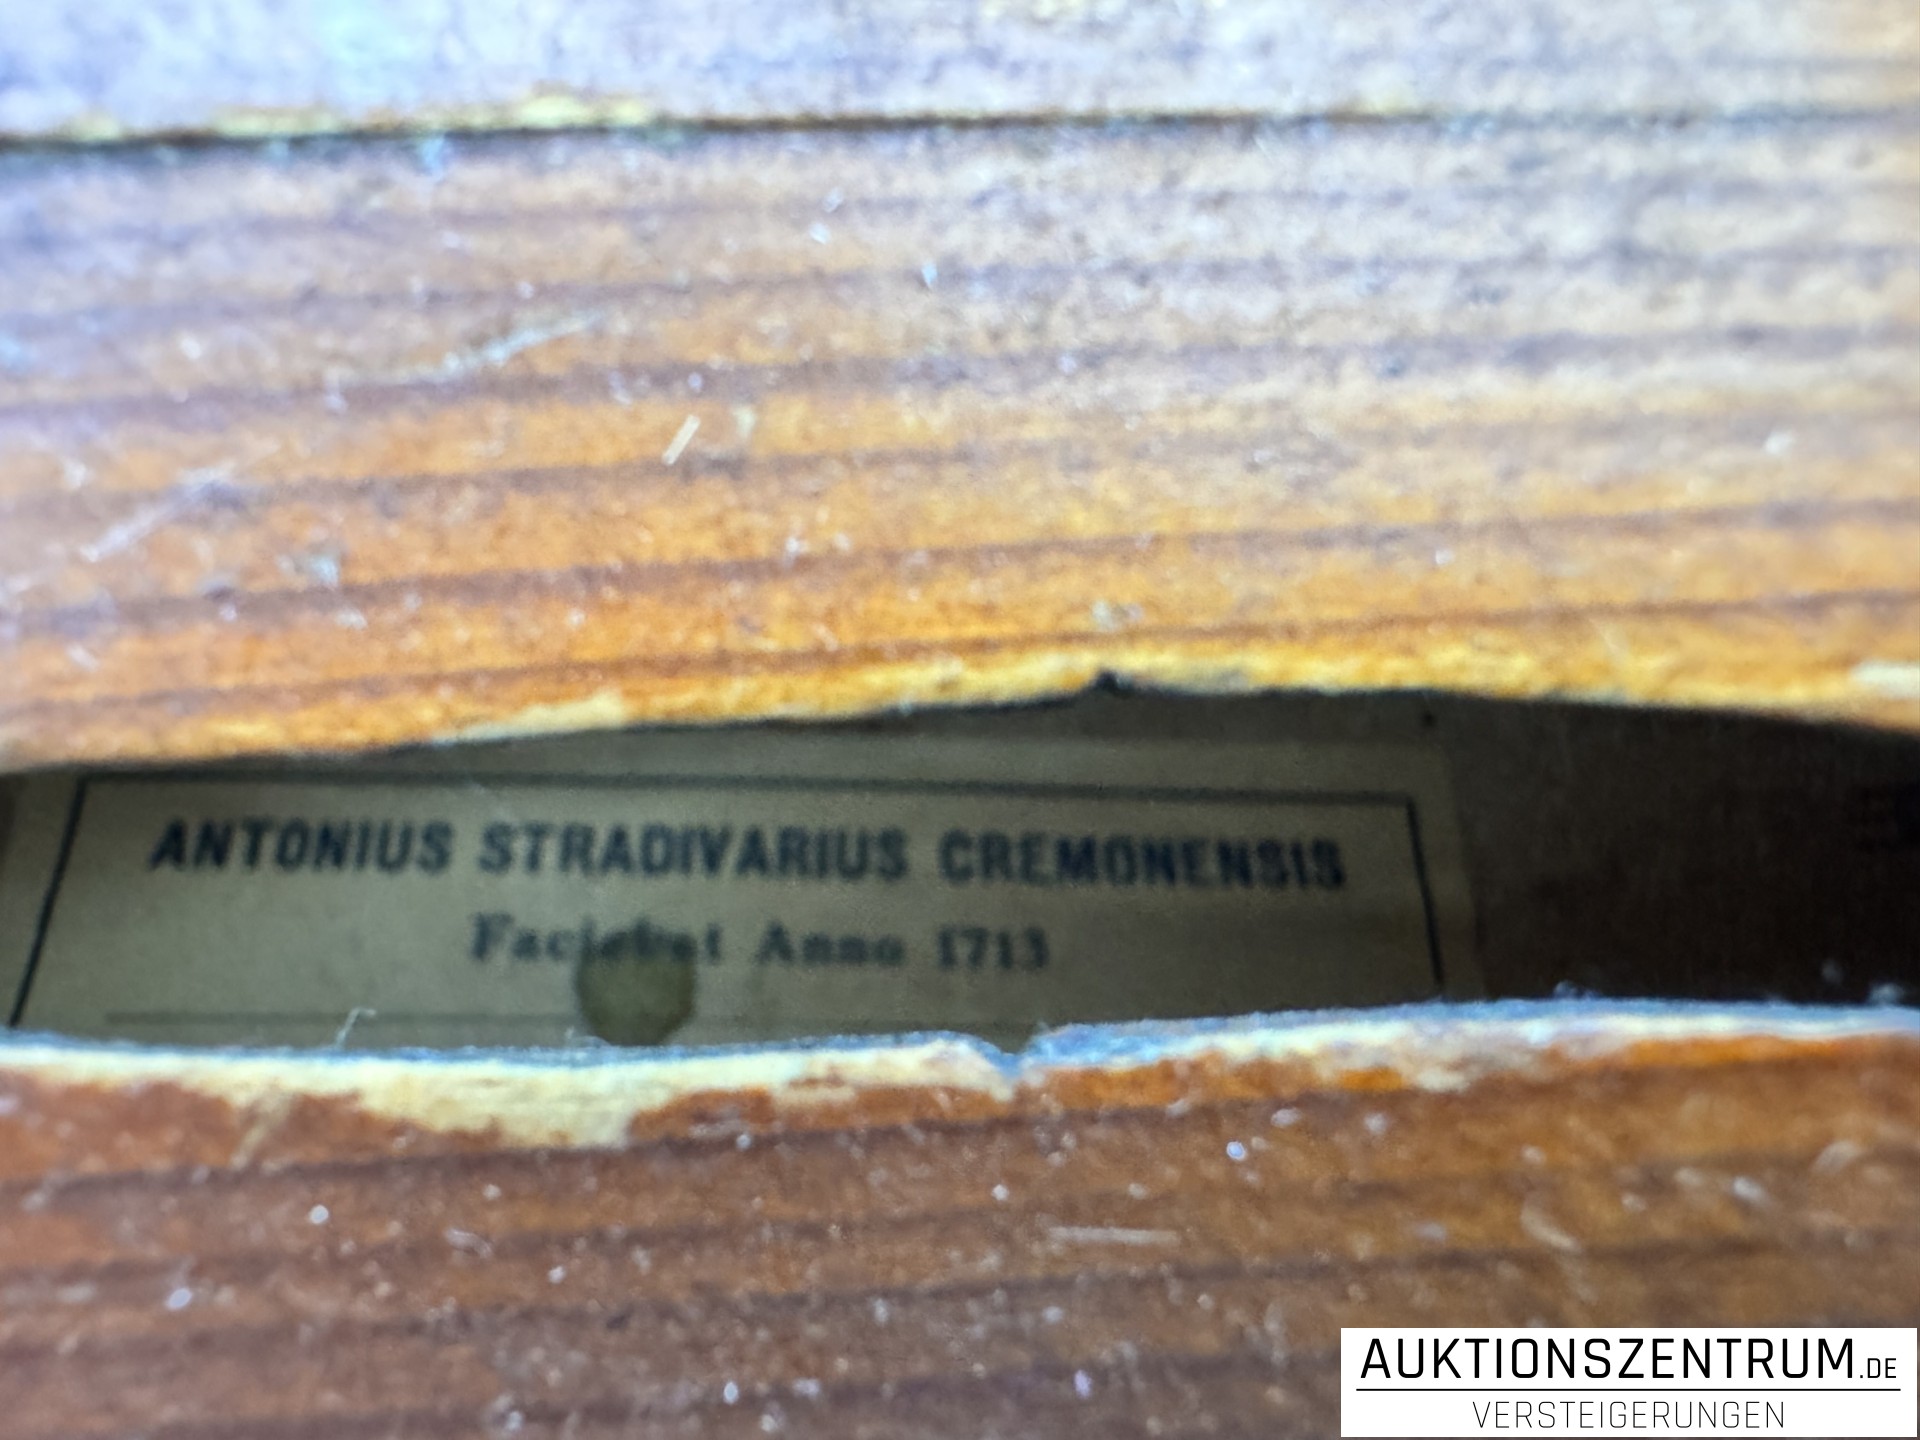 ANTONIUS STRADIVARIUS CREMONENSIS
Faciebat Anno 1713
AUKTIONSZENTRUM.DE
VERSTEIGERUNGEN